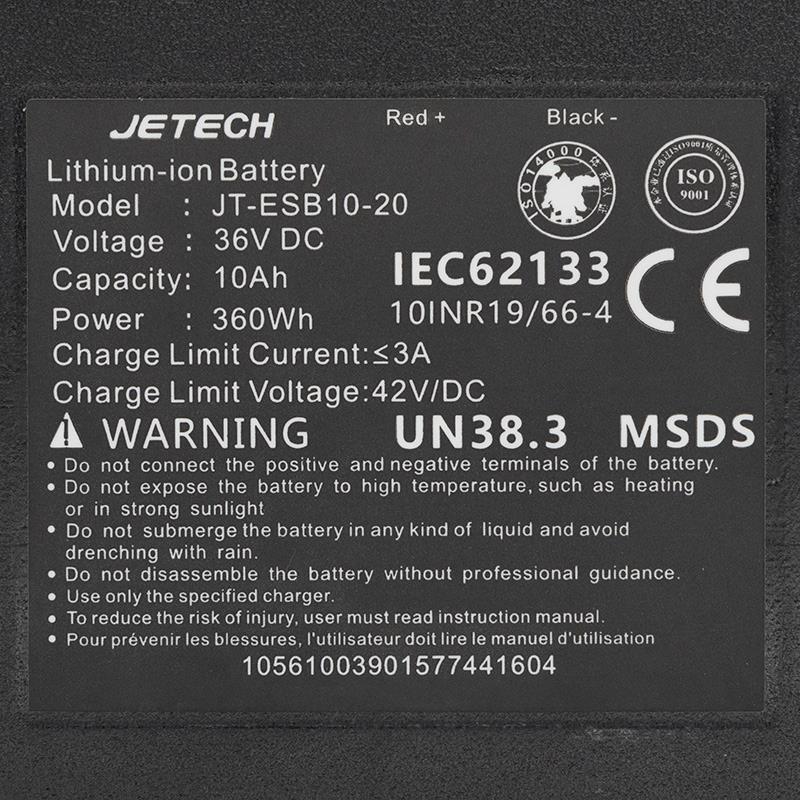 JETECH
Red + Black -
Lithium-ion Battery
Model : JT-ESB10-20
Voltage : 36V DC
Capacity: 10Ah
Power : 360Wh
Charge Limit Current:≤3A
Charge Limit Voltage:42V/DC
ISO14000
ISO
9001
IEC62133
10INR19/66-4
CE
WARNING UN38.3 MSDS
• Do not connect the positive and negative terminals of the battery.
• Do not expose the battery to high temperature, such as heating
or in strong sunlight
• Do not submerge the battery in any kind of liquid and avoid
drenching with rain.
• Do not disassemble the battery without professional guidance.
• Use only the specified charger.
• To reduce the risk of injury, user must read instruction manual.
• Pour prévenir les blessures, l'utilisateur doit lire le manuel d'utilisation
10561003901577441604